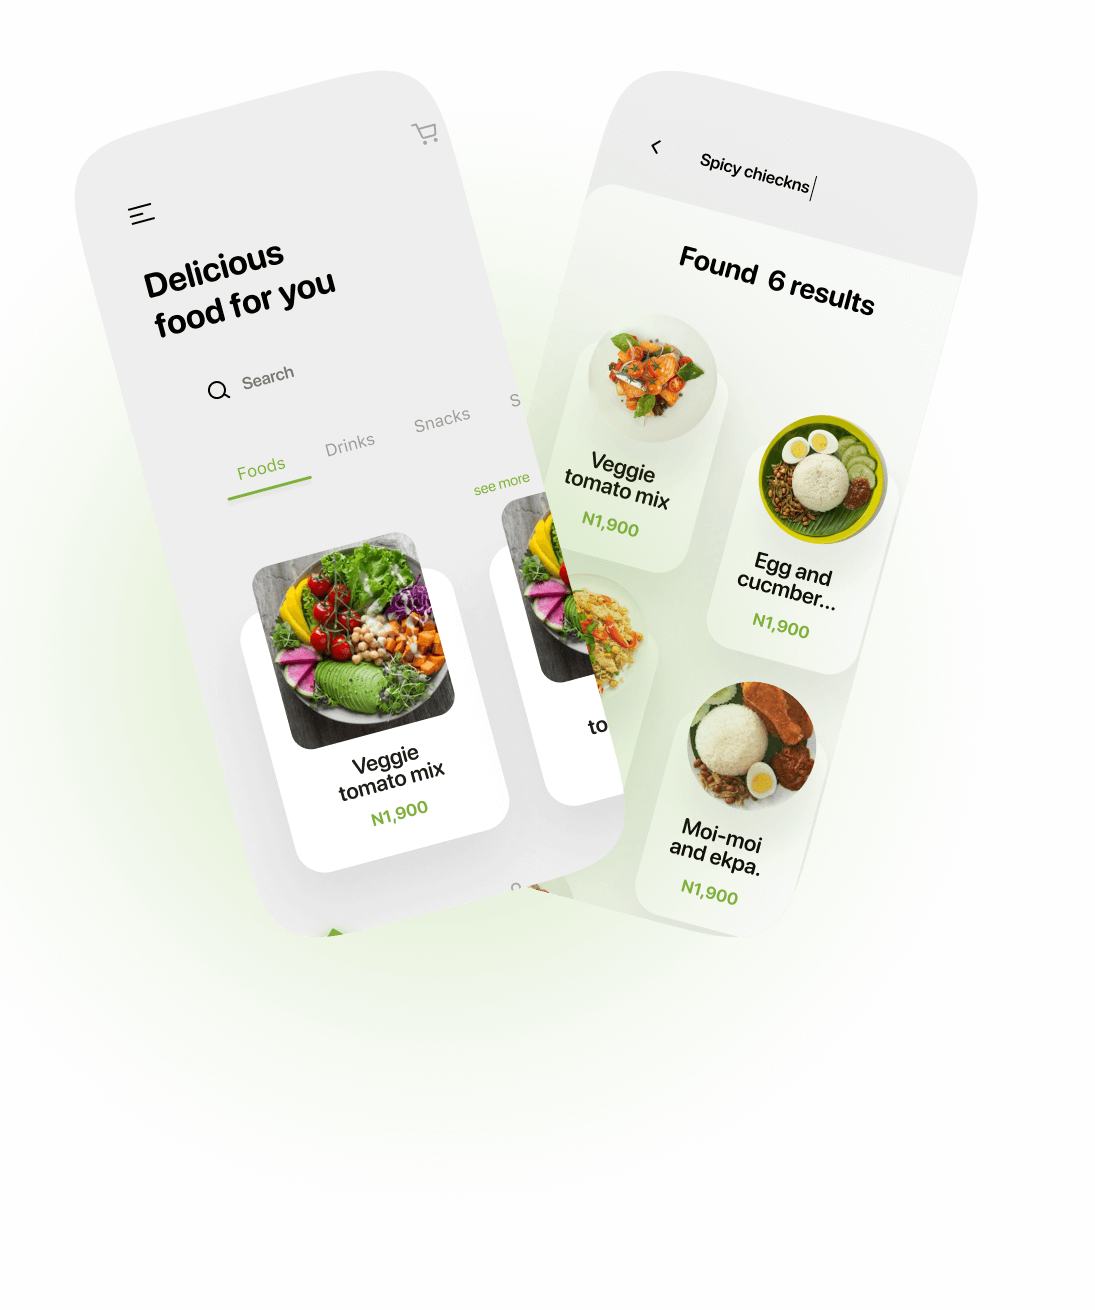 Delicious
food for you
Search
Foods
Drinks
Snacks
S
see more
Veggie
tomato mix
N1,900
to
Spicy chieckns
Found 6 results
Veggie
tomato mix
N1,900
Egg and
cucmber...
N1,900
Moi-moi
and ekpa.
N1,900